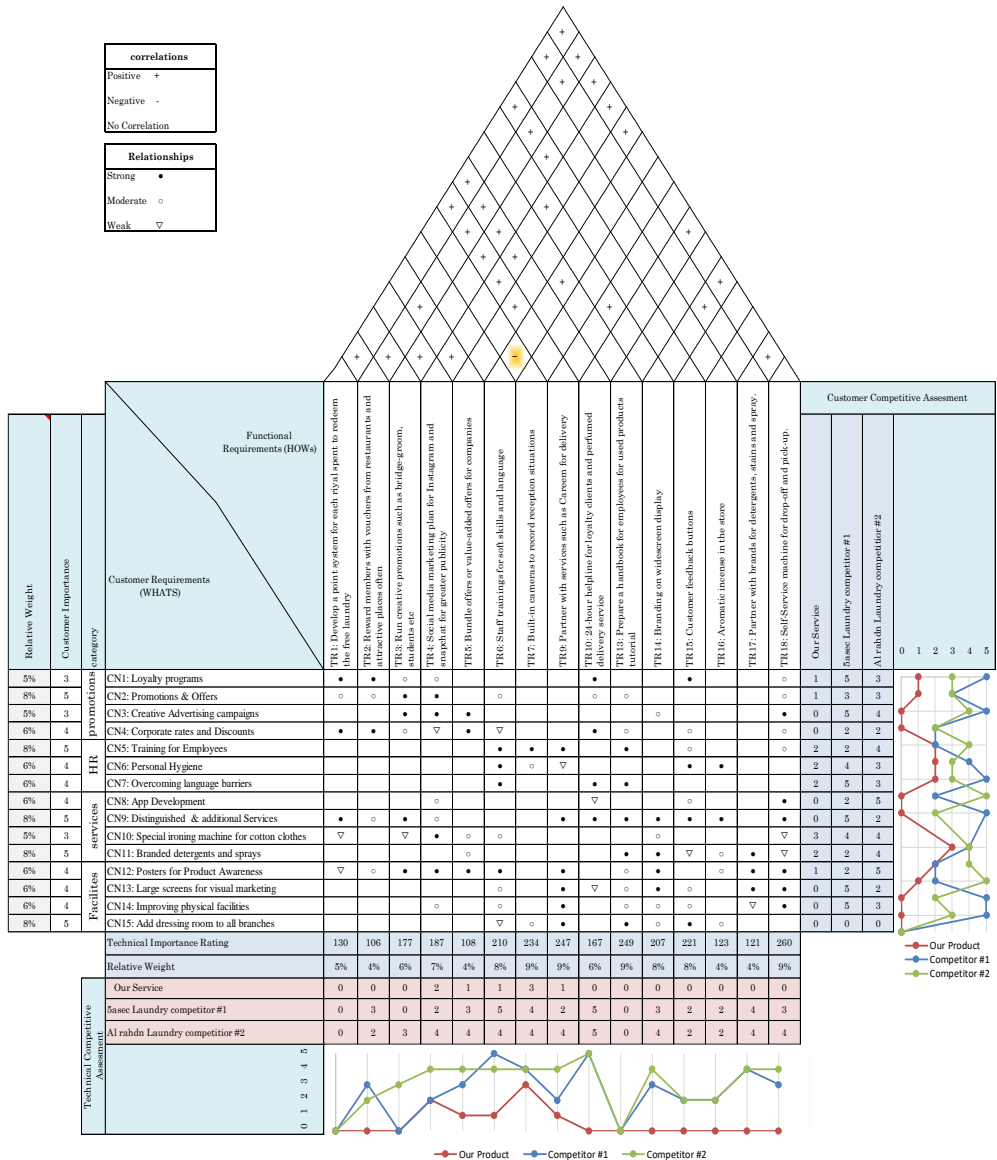 correlations
Positive +
Negative -
No Correlation
Relationships
Strong ●
Moderate ○
Weak ▽
+
+
+
+ +
+
+ +
+
+
+ + +
+ + +
+ +
+
+ + +
+ + + + − +
Customer Competitive Assesment
Functional
Requirements (HOWs)
Customer Requirements
(WHATS)
Relative Weight
Customer Importance
category
TR1: Develop a point system for each riyal spent to redeem
the free laundry
TR2: Reward members with vouchers from restaurants and
attractive places often
TR3: Run creative promotions such as bridge-groom,
students etc
TR4: Social media marketing plan for Instagram and
snapchat for greater publicity
TR5: Bundle offers or value-added offers for companies
TR6: Staff trainings for soft skills and language
TR7: Built-in cameras to record reception situations
TR9: Partner with services such as Careem for delivery
TR10: 24-hour helpline for loyalty clients and perfumed
delivery service
TR13: Prepare a handbook for employees for used products
tutorial
TR14: Branding on widescreen display
TR15: Customer feedback buttons
TR16: Aromatic incense in the store
TR17: Partner with brands for detergents, stains and spray.
TR18: Self-Service machine for drop-off and pick-up.
Our Service
5asec Laundry competitor #1
Al rahdn Laundry competitior #2
0 1 2 3 4 5
promotions
HR
services
Facilites
5% 3 CN1: Loyalty programs ● ● ○ ○ ● ● ○ 1 5 3
8% 5 CN2: Promotions & Offers ○ ○ ● ● ○ ○ ○ ○ 1 3 3
5% 3 CN3: Creative Advertising campaigns ● ● ● ○ ● 0 5 4
6% 4 CN4: Corporate rates and Discounts ● ● ○ ▽ ● ▽ ● ○ ○ ○ 0 2 2
8% 5 CN5: Training for Employees ● ● ● ● ○ ○ 2 2 4
6% 4 CN6: Personal Hygiene ● ○ ▽ ● ● 2 4 3
6% 4 CN7: Overcoming language barriers ● ● ● 2 5 3
6% 4 CN8: App Development ○ ▽ ○ ● 0 2 5
8% 5 CN9: Distinguished & additional Services ● ○ ● ○ ● ● ● ● ● ● ● 0 5 2
5% 3 CN10: Special ironing machine for cotton clothes ▽ ▽ ● ○ ○ ○ ▽ 3 4 4
8% 5 CN11: Branded detergents and sprays ○ ● ● ▽ ○ ● ▽ 2 2 4
6% 4 CN12: Posters for Product Awareness ▽ ○ ● ● ● ● ● ○ ● ○ ● ● 1 2 5
6% 4 CN13: Large screens for visual marketing ○ ● ▽ ○ ● ○ ● ● 0 5 2
6% 4 CN14: Improving physical facilities ○ ○ ● ○ ○ ○ ▽ ● 0 5 3
8% 5 CN15: Add dressing room to all branches ▽ ○ ● ● ○ ● ○ 0 0 0
Technical Importance Rating 130 106 177 187 108 210 234 247 167 249 207 221 123 121 260
Relative Weight 5% 4% 6% 7% 4% 8% 9% 9% 6% 9% 8% 8% 4% 4% 9%
Our Product
Competitor #1
Competitor #2
Technical Competitive
Assesment
Our Service 0 0 0 2 1 1 3 1 0 0 0 0 0 0 0
5asec Laundry competitor #1 0 3 0 2 3 5 4 2 5 0 3 2 2 4 3
Al rahdn Laundry competitior #2 0 2 3 4 4 4 4 4 5 0 4 2 2 4 4
0 1 2 3 4 5
Our Product Competitor #1 Competitor #2